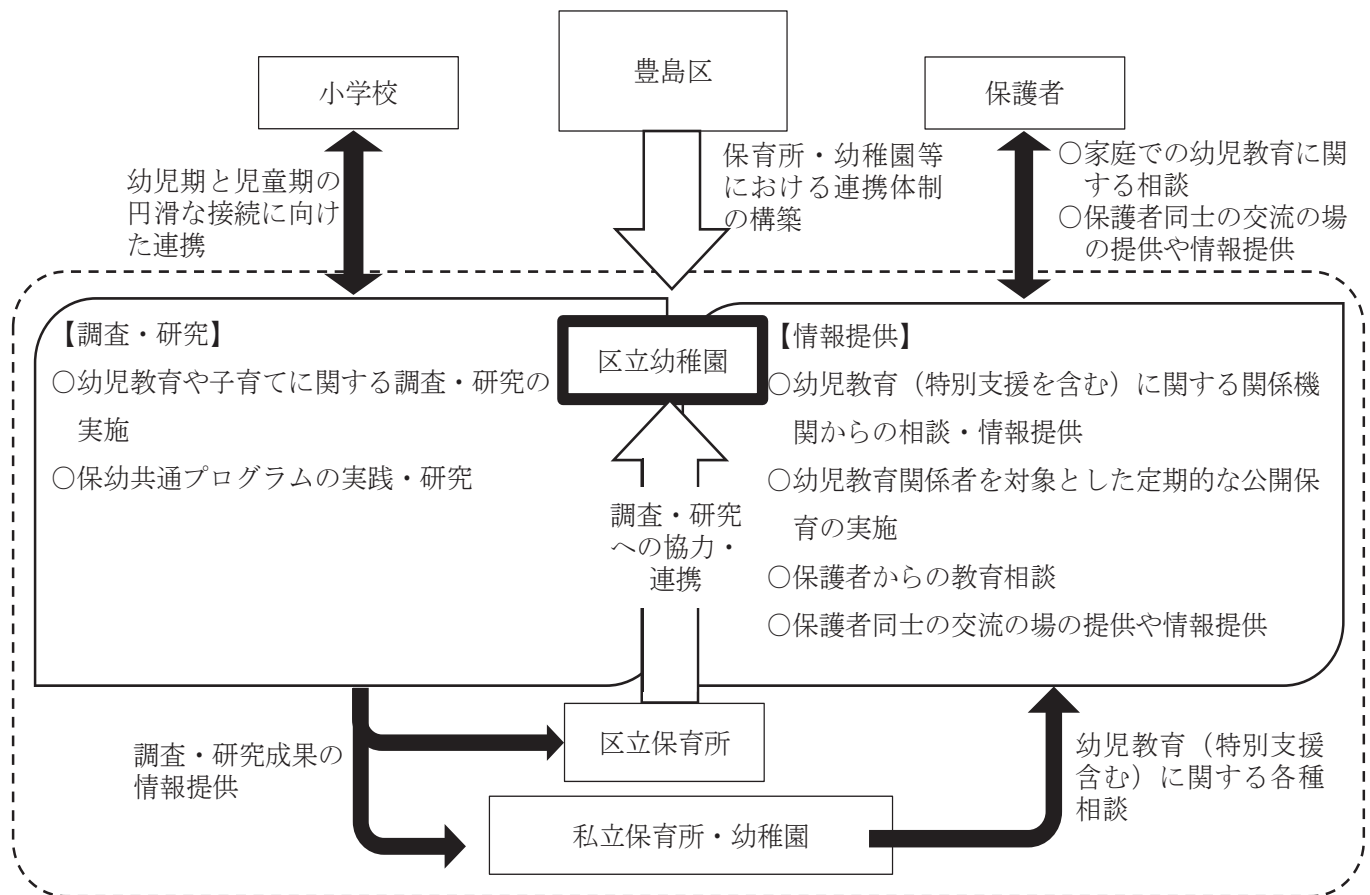 小学校
豊島区
保護者
幼児期と児童期の
円滑な接続に向け
た連携
保育所・幼稚園等
における連携体制
の構築
○家庭での幼児教育に関
する相談
○保護者同士の交流の場
の提供や情報提供
【調査・研究】
○幼児教育や子育てに関する調査・研究の
実施
○保幼共通プログラムの実践・研究
区立幼稚園
【情報提供】
○幼児教育（特別支援を含む）に関する関係機
関からの相談・情報提供
○幼児教育関係者を対象とした定期的な公開保
育の実施
○保護者からの教育相談
○保護者同士の交流の場の提供や情報提供
調査・研究
への協力・
連携
調査・研究成果の
情報提供
区立保育所
私立保育所・幼稚園
幼児教育（特別支援
含む）に関する各種
相談